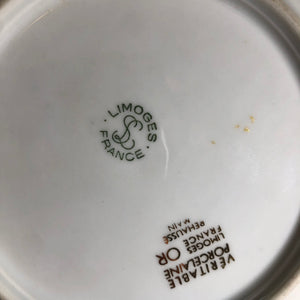 LIMOGES
FRANCE
VÉRITABLE
PORCELAINE
LIMOGES OR
FRANCE
REHAUSSÉ
MAIN